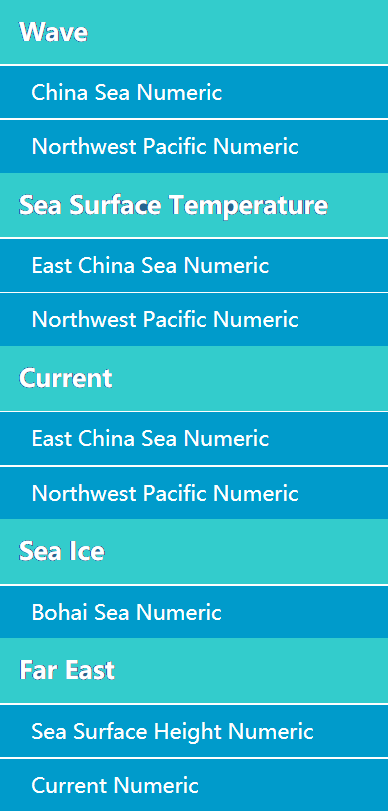 Wave
China Sea Numeric
Northwest Pacific Numeric
Sea Surface Temperature
East China Sea Numeric
Northwest Pacific Numeric
Current
East China Sea Numeric
Northwest Pacific Numeric
Sea Ice
Bohai Sea Numeric
Far East
Sea Surface Height Numeric
Current Numeric